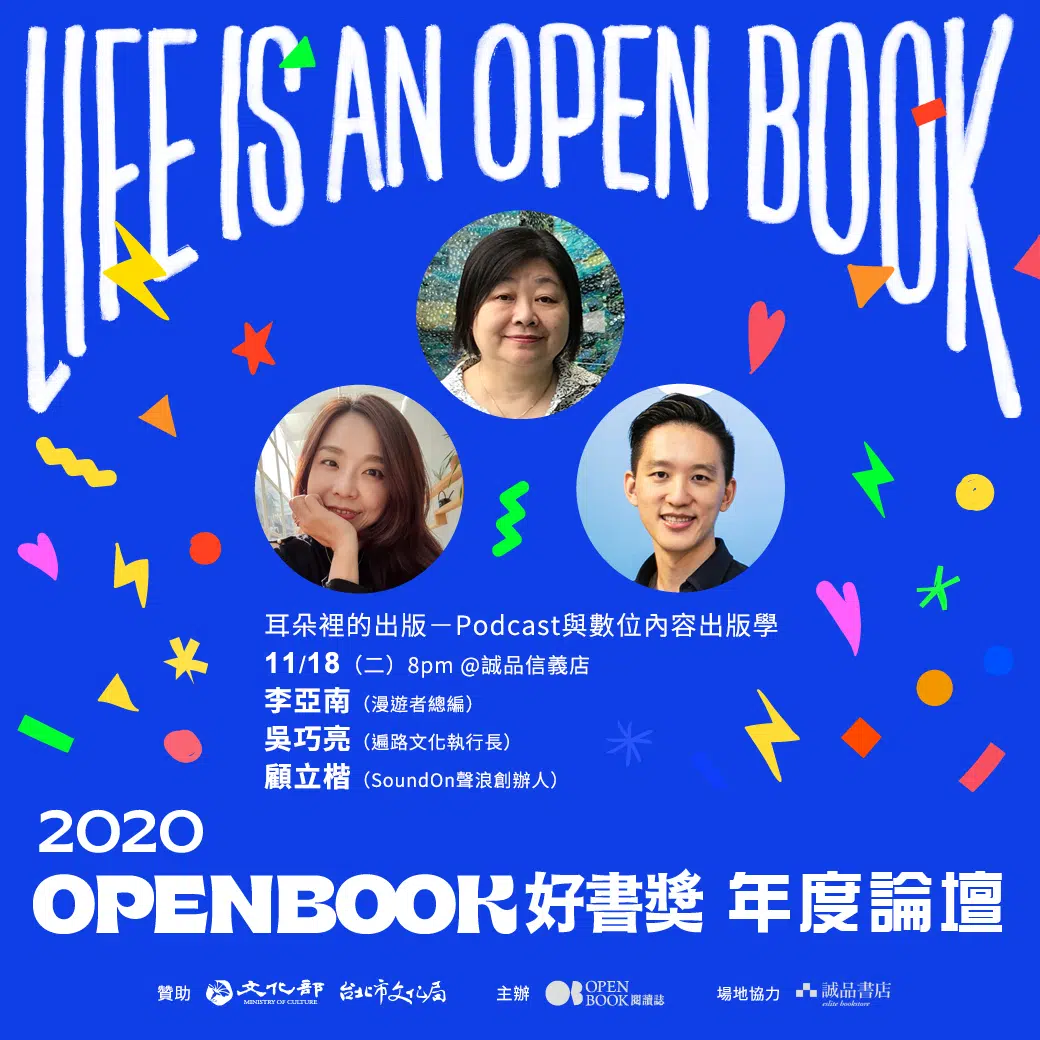 LIFE IS AN OPEN BOOK
耳朵裡的出版－Podcast與數位內容出版學
11/18（二）8pm @誠品信義店
李亞南（漫遊者總編）
吳巧亮（遍路文化執行長）
顧立楷（SoundOn聲浪創辦人）
2020
OPENBOOK好書獎 年度論壇
贊助 文化部 MINISTRY OF CULTURE 台北市文化局 主辦 OPEN BOOK 閱讀誌 場地協力 誠品書店 eslite bookstore